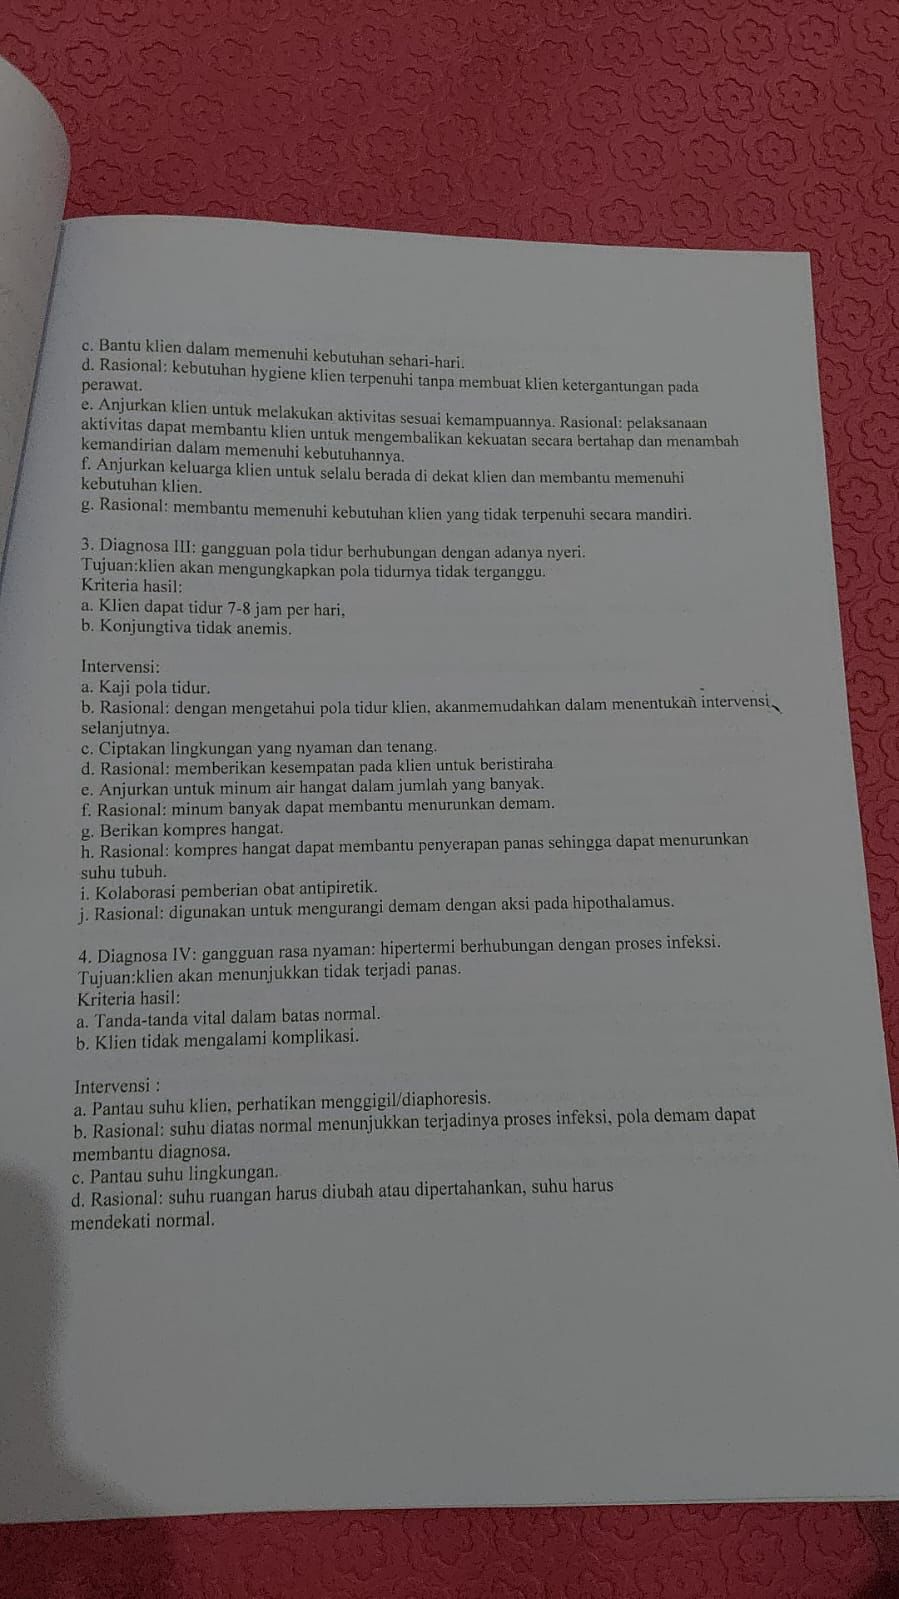 c. Bantu klien dalam memenuhi kebutuhan sehari-hari.
d. Rasional: kebutuhan hygiene klien terpenuhi tanpa membuat klien ketergantungan pada
perawat.
e. Anjurkan klien untuk melakukan aktivitas sesuai kemampuannya. Rasional: pelaksanaan
aktivitas dapat membantu klien untuk mengembalikan kekuatan secara bertahap dan menambah
kemandirian dalam memenuhi kebutuhannya.
f. Anjurkan keluarga klien untuk selalu berada di dekat klien dan membantu memenuhi
kebutuhan klien.
g. Rasional: membantu memenuhi kebutuhan klien yang tidak terpenuhi secara mandiri.
3. Diagnosa III: gangguan pola tidur berhubungan dengan adanya nyeri.
Tujuan:klien akan mengungkapkan pola tidurnya tidak terganggu.
Kriteria hasil:
a. Klien dapat tidur 7-8 jam per hari,
b. Konjungtiva tidak anemis.
Intervensi:
a. Kaji pola tidur.
b. Rasional: dengan mengetahui pola tidur klien, akanmemudahkan dalam menentukan intervensi
selanjutnya.
c. Ciptakan lingkungan yang nyaman dan tenang.
d. Rasional: memberikan kesempatan pada klien untuk beristiraha
e. Anjurkan untuk minum air hangat dalam jumlah yang banyak.
f. Rasional: minum banyak dapat membantu menurunkan demam.
g. Berikan kompres hangat.
h. Rasional: kompres hangat dapat membantu penyerapan panas sehingga dapat menurunkan
suhu tubuh.
i. Kolaborasi pemberian obat antipiretik.
j. Rasional: digunakan untuk mengurangi demam dengan aksi pada hipothalamus.
4. Diagnosa IV: gangguan rasa nyaman: hipertermi berhubungan dengan proses infeksi.
Tujuan:klien akan menunjukkan tidak terjadi panas.
Kriteria hasil:
a. Tanda-tanda vital dalam batas normal.
b. Klien tidak mengalami komplikasi.
Intervensi :
a. Pantau suhu klien, perhatikan menggigil/diaphoresis.
b. Rasional: suhu diatas normal menunjukkan terjadinya proses infeksi, pola demam dapat
membantu diagnosa.
c. Pantau suhu lingkungan.
d. Rasional: suhu ruangan harus diubah atau dipertahankan, suhu harus
mendekati normal.